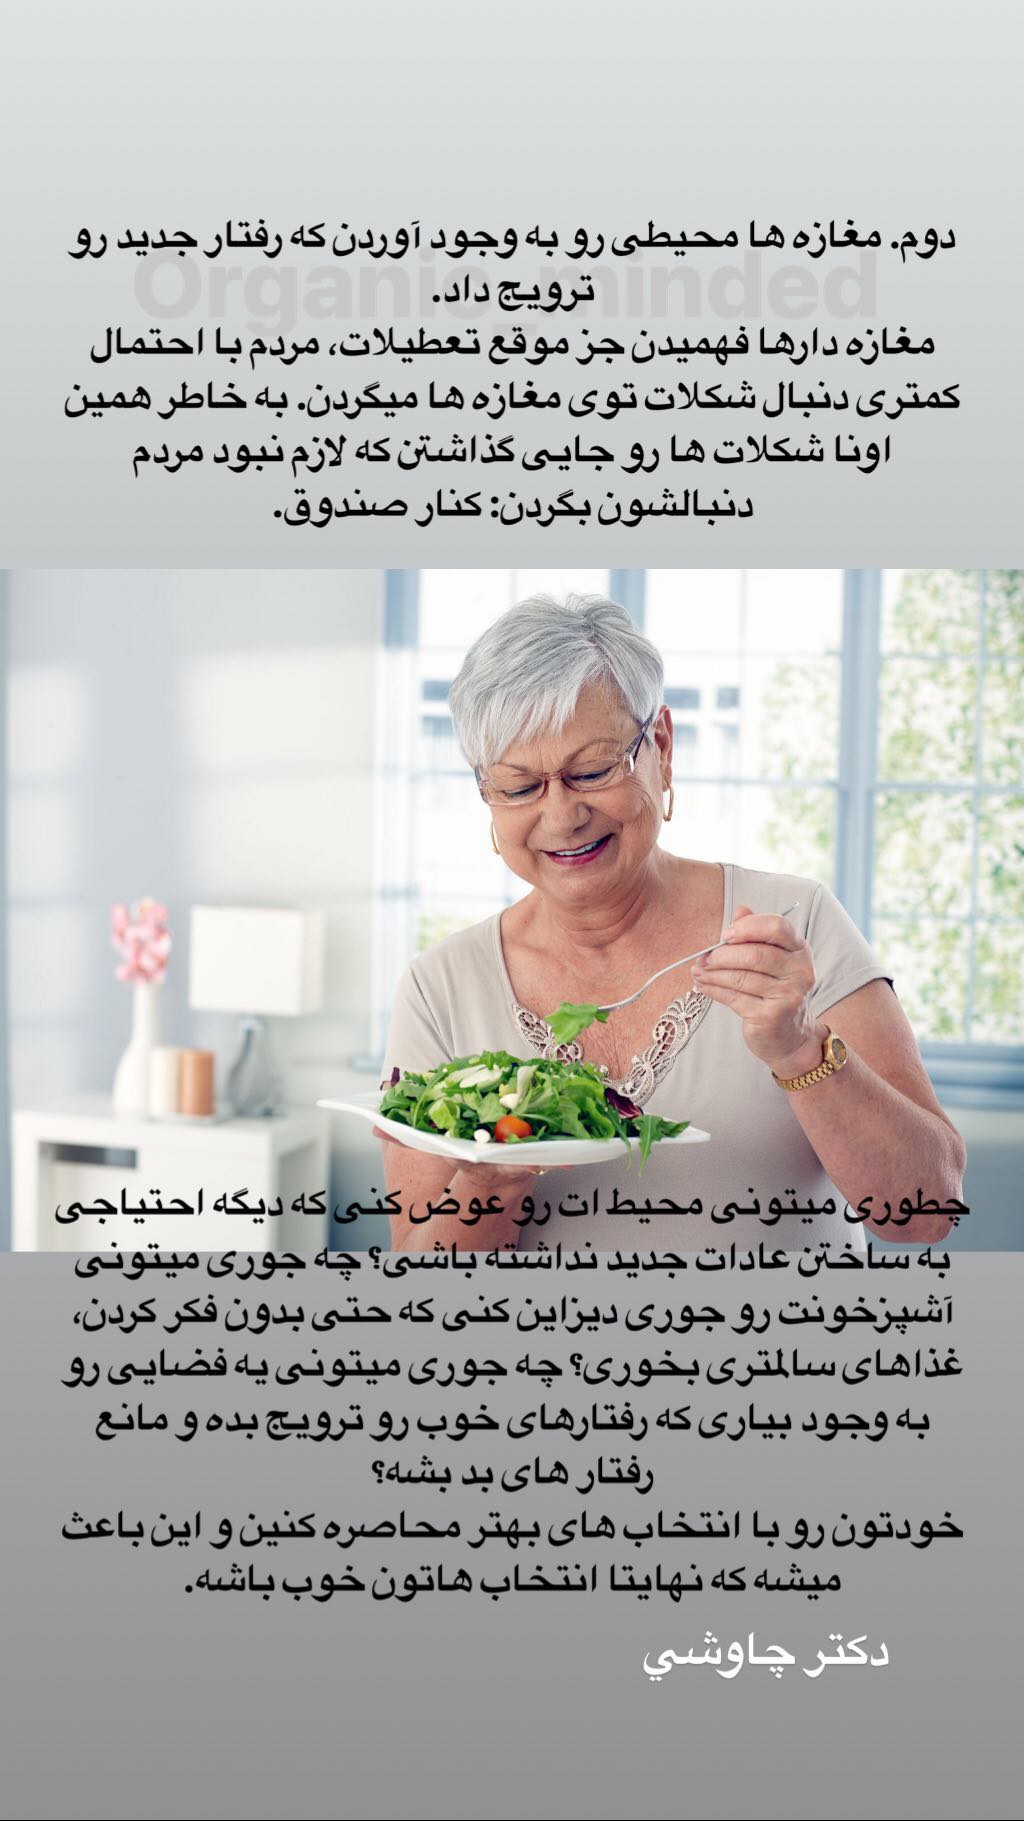 دوم. مغازه ها محیطی رو به وجود آوردن که رفتار جدید رو
ترویج داد.
Organic_minded
مغازه دارها فهمیدن جز موقع تعطیلات، مردم با احتمال
کمتری دنبال شکلات توی مغازه ها میگردن. به خاطر همین
اونا شکلات ها رو جایی گذاشتن که لازم نبود مردم
دنبالشون بگردن: کنار صندوق.
چطوری میتونی محیط ات رو عوض کنی که دیگه احتیاجی
به ساختن عادات جدید نداشته باشی؟ چه جوری میتونی
آشپزخونت رو جوری دیزاین کنی که حتی بدون فکر کردن،
غذاهای سالمتری بخوری؟ چه جوری میتونی یه فضایی رو
به وجود بیاری که رفتارهای خوب رو ترویج بده و مانع
رفتار های بد بشه؟
خودتون رو با انتخاب های بهتر محاصره کنین و این باعث
میشه که نهایتا انتخاب هاتون خوب باشه.
دکتر چاوشي